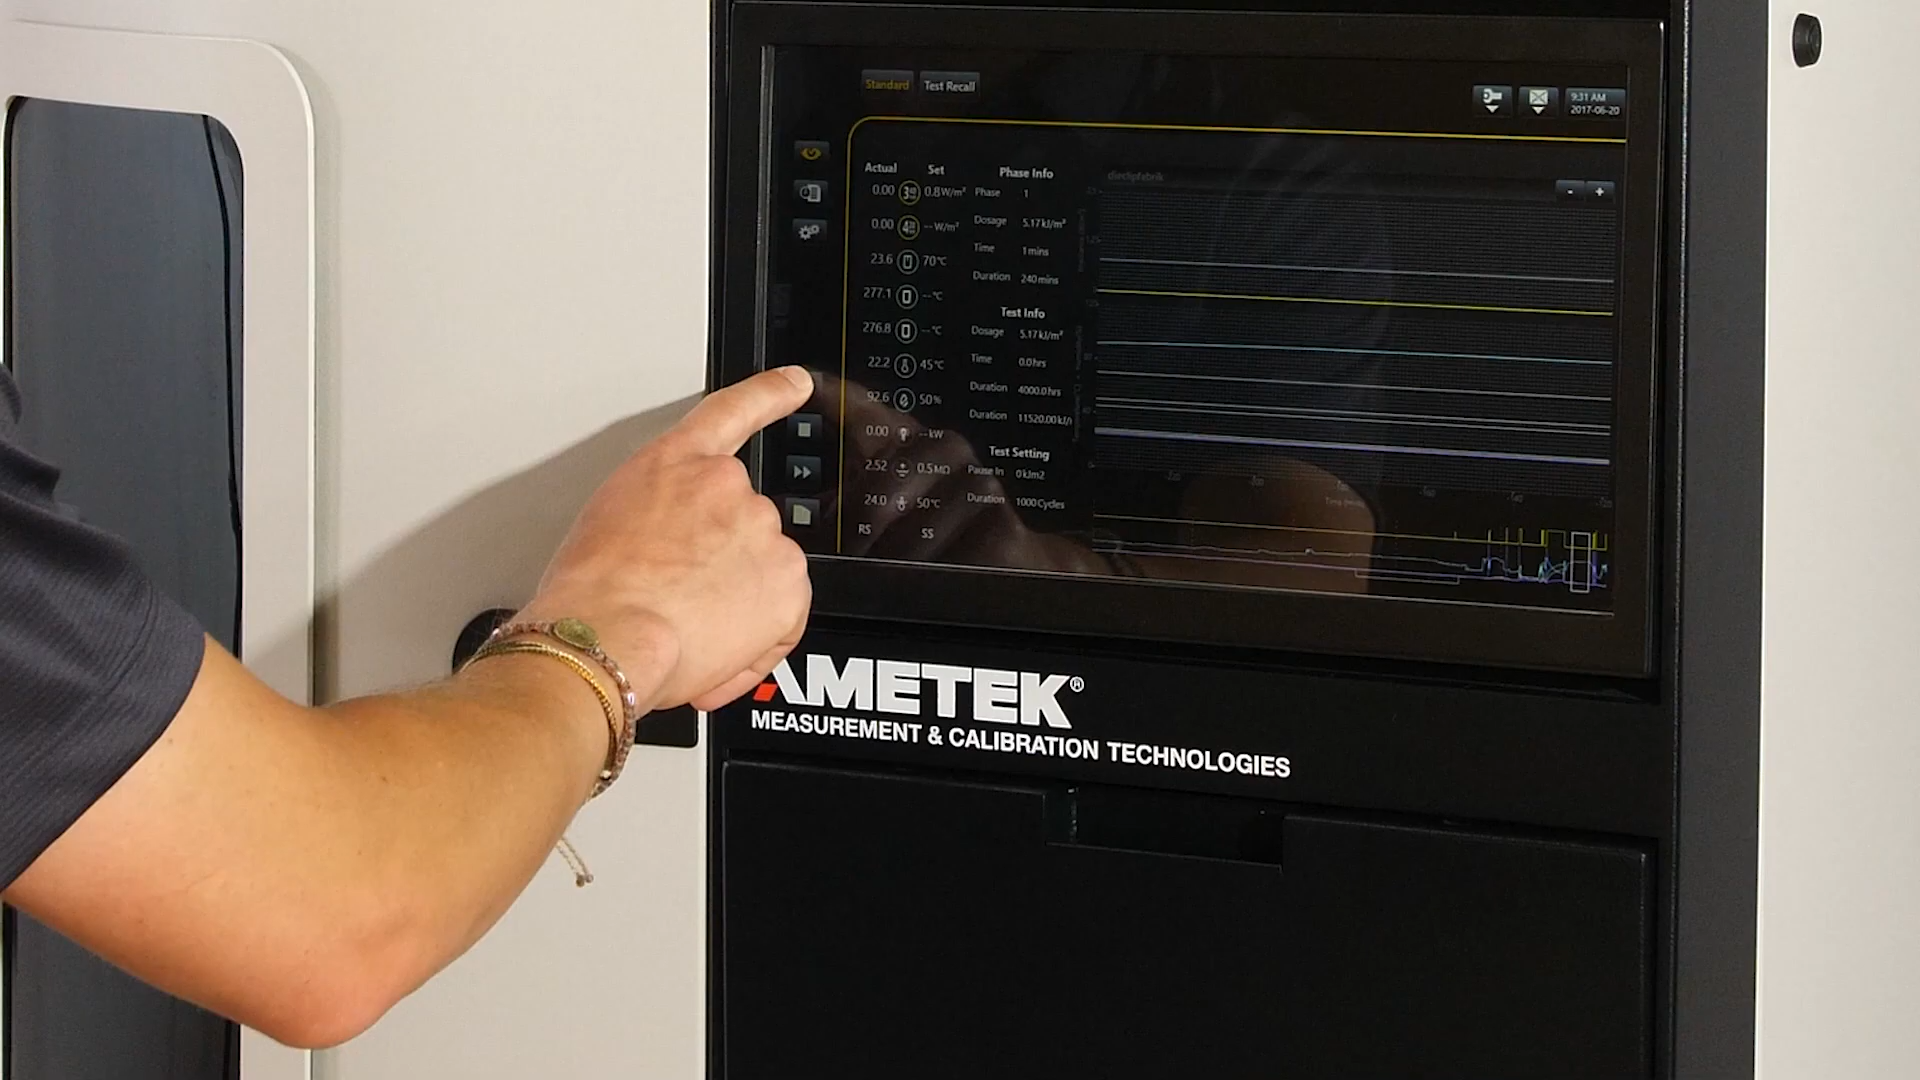 Standard Test Recall
9:31 AM
2017-06-20
Actual Set
0.00 340 0.8 W/m²
0.00 420 -- W/m²
23.6 70°C
277.1 --°C
276.8 --°C
22.2 45°C
92.6 50%
0.00 --kW
2.52 0.5MΩ
24.0 50°C
RS SS
Phase Info
Phase 1
Dosage 5.17 kJ/m²
Time 1 mins
Duration 240 mins
Test Info
Dosage 5.17 kJ/m²
Time 0.0 hrs
Duration 4000.0 hrs
Duration 11520.00 kJ/
Test Setting
Pause In 0 kJm2
Duration 1000 Cycles
- +
AMETEK®
MEASUREMENT & CALIBRATION TECHNOLOGIES